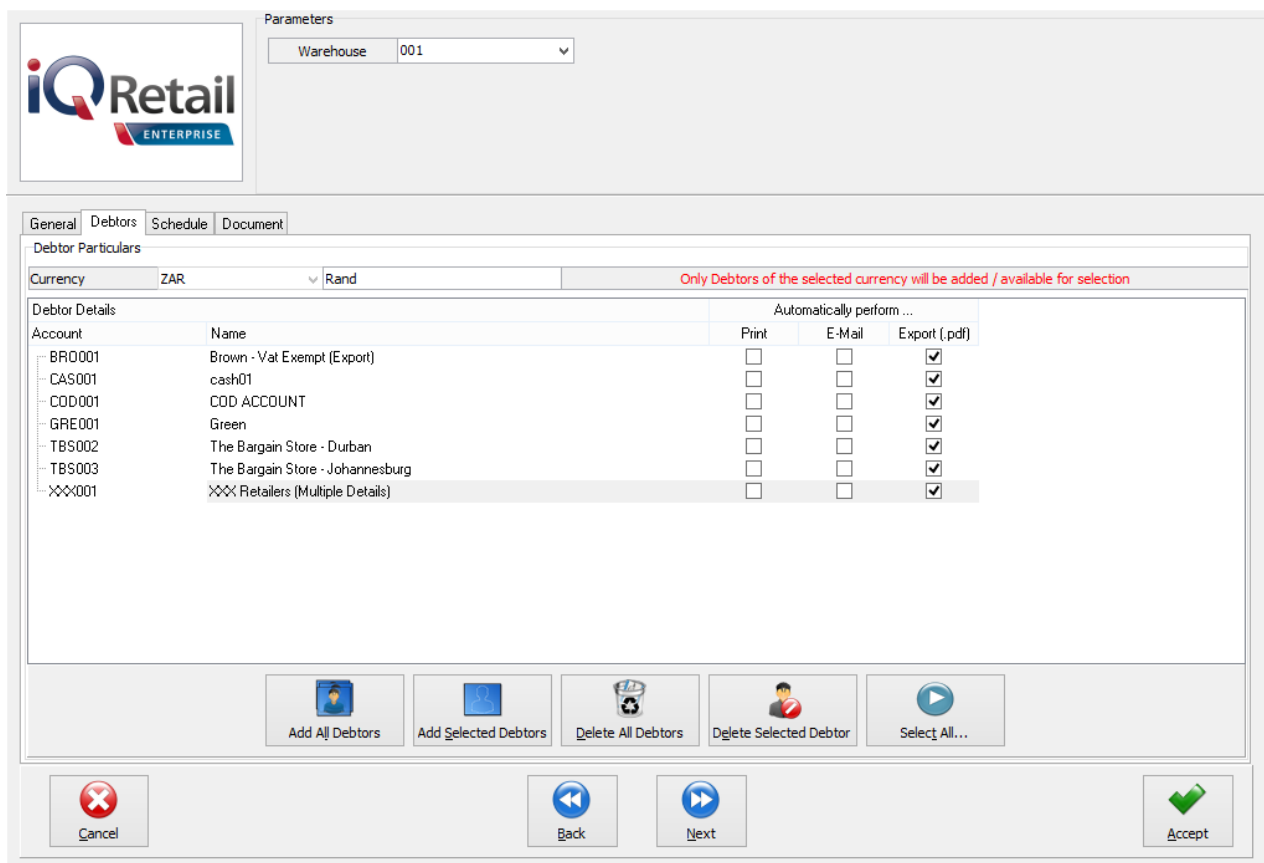 Parameters
Warehouse 001
iQ Retail
ENTERPRISE
General Debtors Schedule Document
Debtor Particulars
Currency ZAR Rand Only Debtors of the selected currency will be added / available for selection
Debtor Details Automatically perform ...
Account Name Print E-Mail Export (.pdf)
BRO001 Brown - Vat Exempt (Export)
CAS001 cash01
COD001 COD ACCOUNT
GRE001 Green
TBS002 The Bargain Store - Durban
TBS003 The Bargain Store - Johannesburg
XXX001 XXX Retailers (Multiple Details)
Add All Debtors Add Selected Debtors Delete All Debtors Delete Selected Debtor Select All...
Cancel Back Next Accept